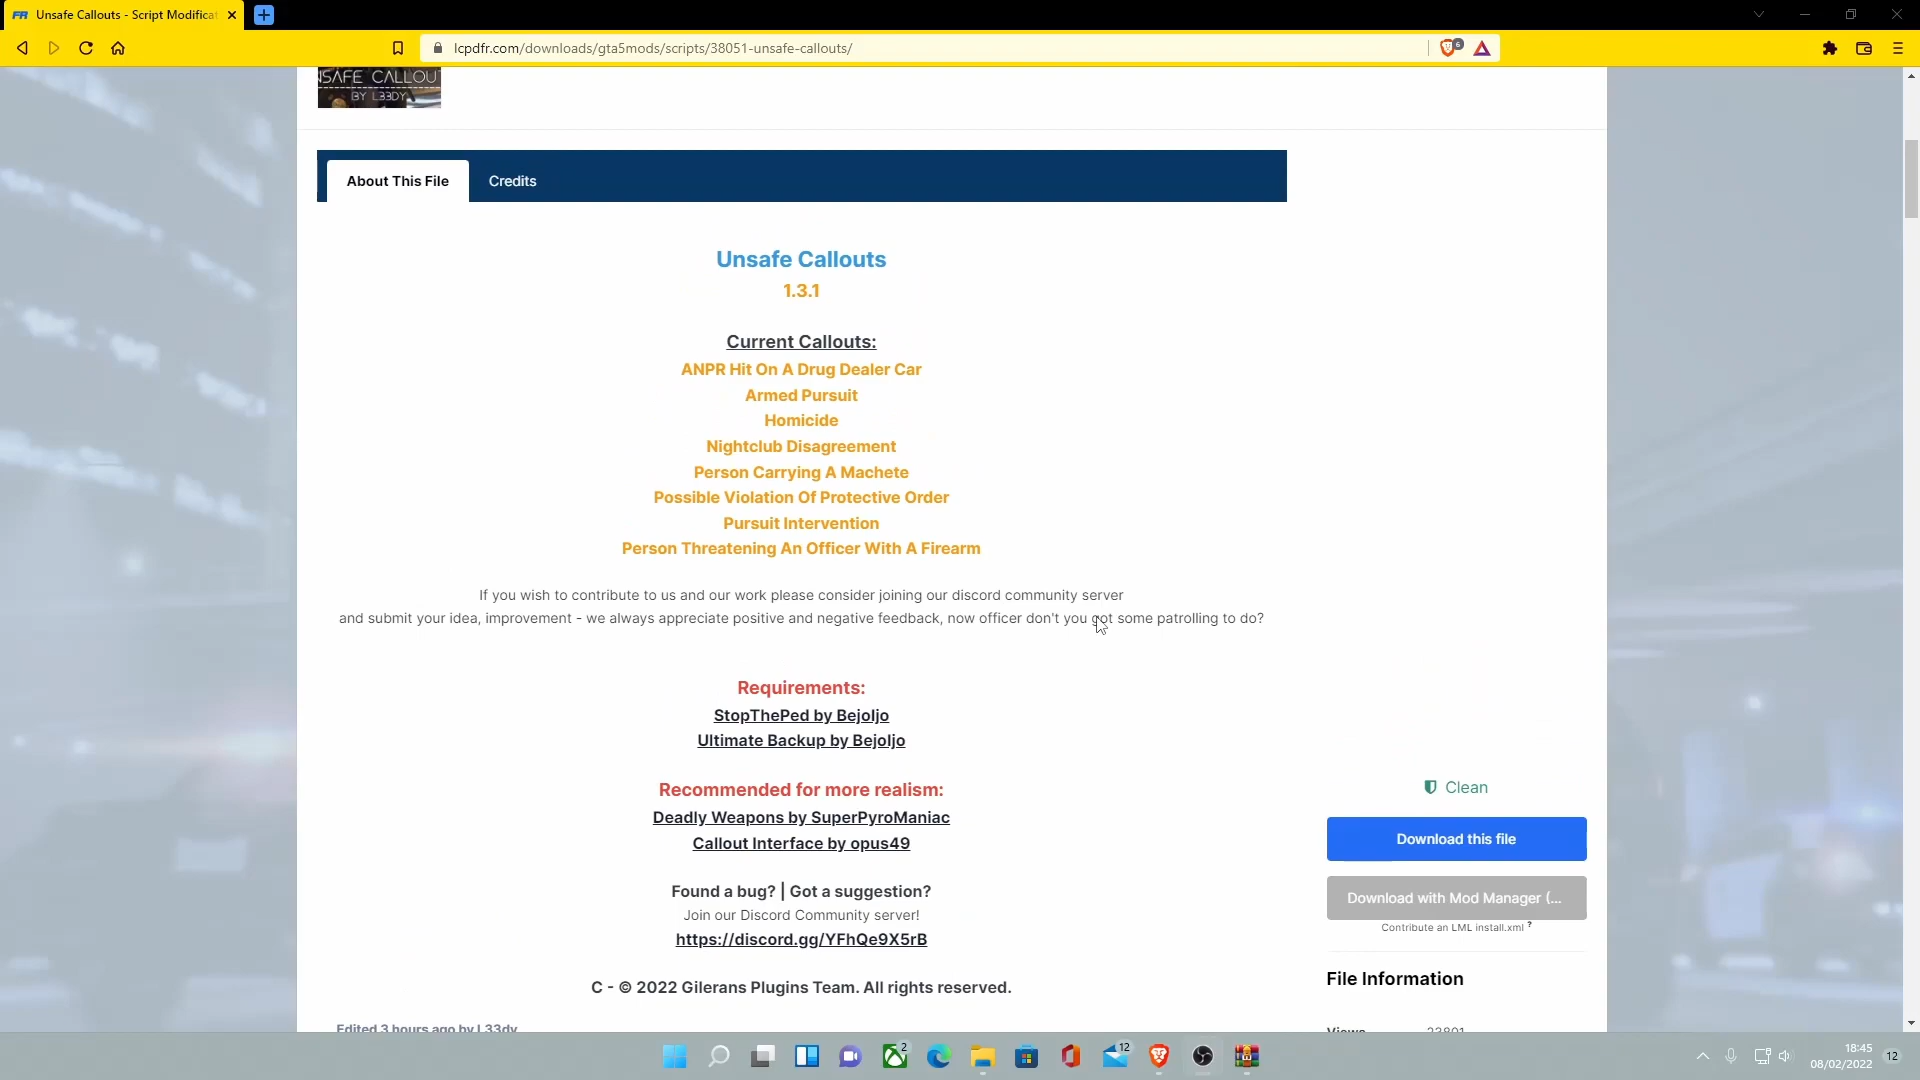 Unsafe Callouts - Script Modificat
lcpdfr.com/downloads/gta5mods/scripts/38051-unsafe-callouts/
6
NSAFE CALLOUT
BY L33DY
About This File
Credits
Unsafe Callouts
1.3.1
Current Callouts:
ANPR Hit On A Drug Dealer Car
Armed Pursuit
Homicide
Nightclub Disagreement
Person Carrying A Machete
Possible Violation Of Protective Order
Pursuit Intervention
Person Threatening An Officer With A Firearm
If you wish to contribute to us and our work please consider joining our discord community server
and submit your idea, improvement - we always appreciate positive and negative feedback, now officer don't you got some patrolling to do?
Requirements:
StopThePed by Bejoljo
Ultimate Backup by Bejoljo
Recommended for more realism:
Deadly Weapons by SuperPyroManiac
Callout Interface by opus49
Found a bug? | Got a suggestion?
Join our Discord Community server!
https://discord.gg/YFhQe9X5rB
C - © 2022 Gilerans Plugins Team. All rights reserved.
Edited 3 hours ago by L33dy
Clean
Download this file
Download with Mod Manager (...
Contribute an LML install.xml ?
File Information
Views 23801
2
12
18:45
08/02/2022
12